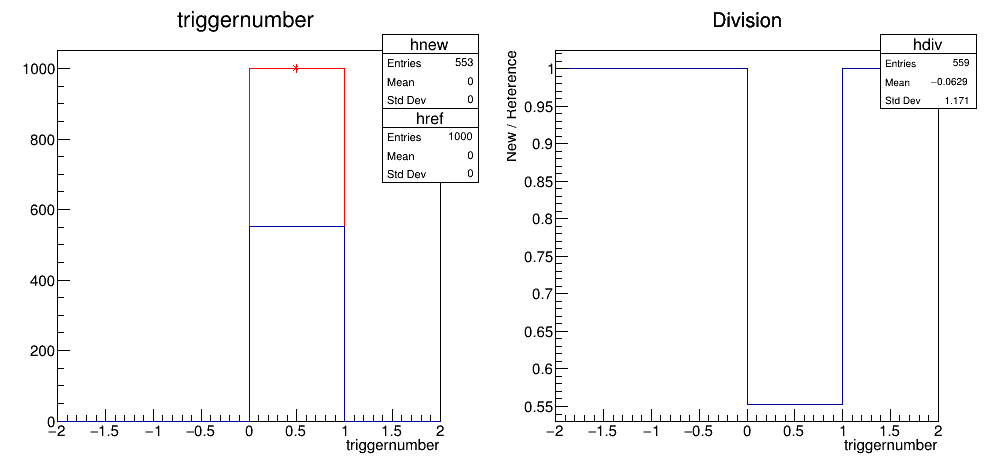 triggernumber
hnew
Entries 553
Mean 0
Std Dev 0
href
Entries 1000
Mean 0
Std Dev 0
1000
800
600
400
200
0
−2 −1.5 −1 −0.5 0 0.5 1 1.5 2
triggernumber
Division
hdiv
Entries 559
Mean −0.0629
Std Dev 1.171
New / Reference
1
0.95
0.9
0.85
0.8
0.75
0.7
0.65
0.6
0.55
−2 −1.5 −1 −0.5 0 0.5 1 1.5 2
triggernumber